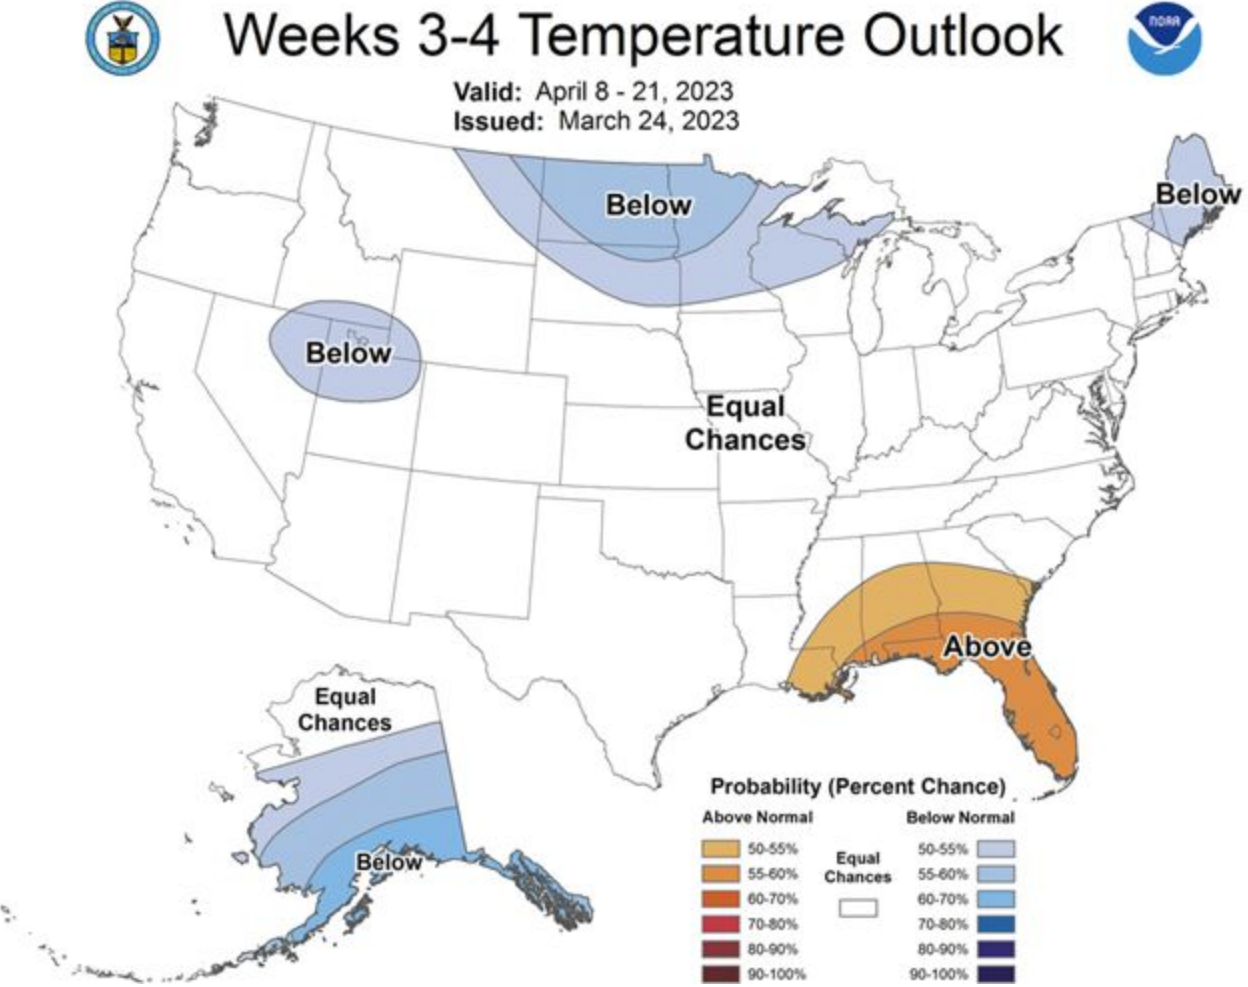 Weeks 3-4 Temperature Outlook
NOAA
Valid: April 8 - 21, 2023
Issued: March 24, 2023
Below
Below
Below
Equal
Chances
Above
Equal
Chances
Below
Probability (Percent Chance)
Above Normal
Below Normal
50-55%
55-60%
60-70%
70-80%
80-90%
90-100%
Equal
Chances
50-55%
55-60%
60-70%
70-80%
80-90%
90-100%